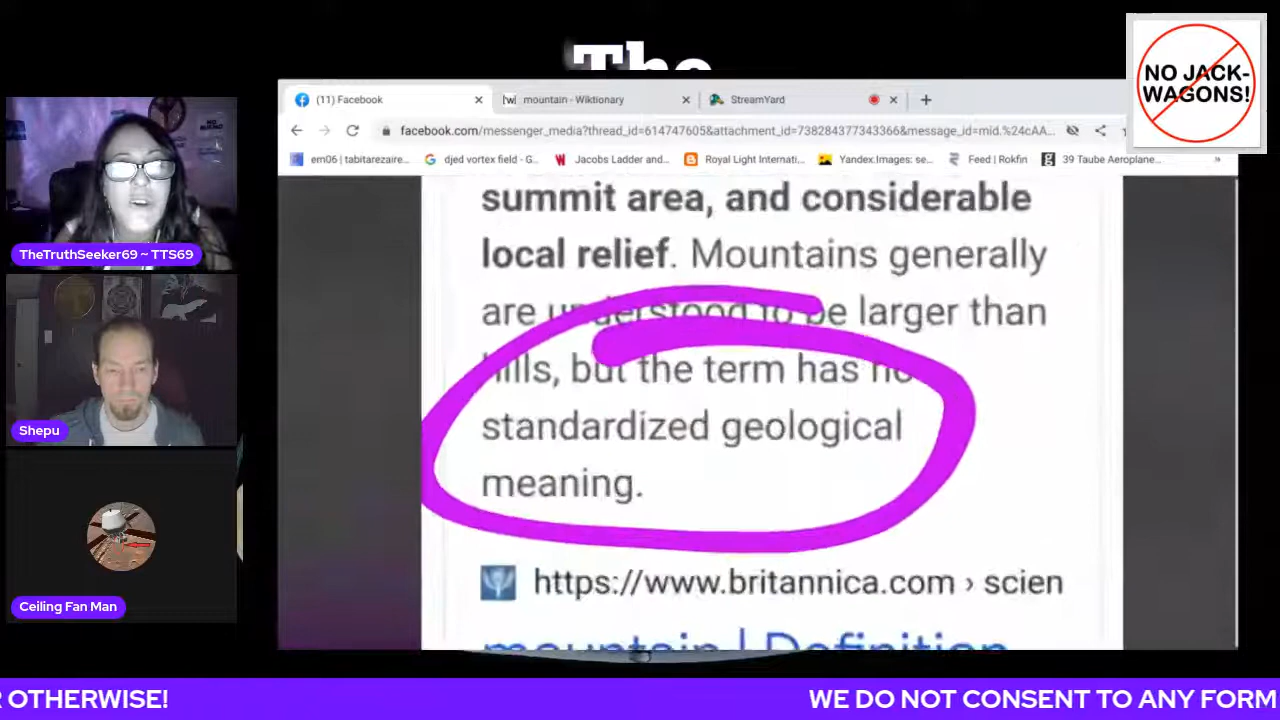 The
NO JACK-
WAGONS!
(11) Facebook
mountain - Wiktionary
StreamYard
facebook.com/messenger_media?thread_id=614747605&attachment_id=738284377343366&message_id=mid.%24cAA...
em06 | tabitarezaire...
djed vortex field - G...
Jacobs Ladder and...
Royal Light Internati...
Yandex.Images: se...
Feed | Rokfin
39 Taube Aeroplane...
»
summit area, and considerable
local relief. Mountains generally
are understood to be larger than
hills, but the term has no
standardized geological
meaning.
https://www.britannica.com › scien
mountain | Definition
TheTruthSeeker69 ~ TTS69
Shepu
Ceiling Fan Man
R OTHERWISE!
WE DO NOT CONSENT TO ANY FORM